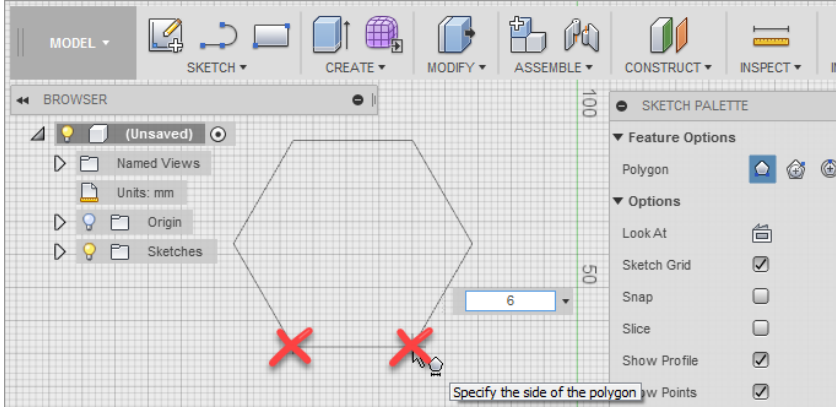 MODEL
SKETCH
CREATE
MODIFY
ASSEMBLE
CONSTRUCT
INSPECT
BROWSER
(Unsaved)
Named Views
Units: mm
Origin
Sketches
100
50
6
Specify the side of the polygon
SKETCH PALETTE
Feature Options
Polygon
Options
Look At
Sketch Grid
Snap
Slice
Show Profile
Points